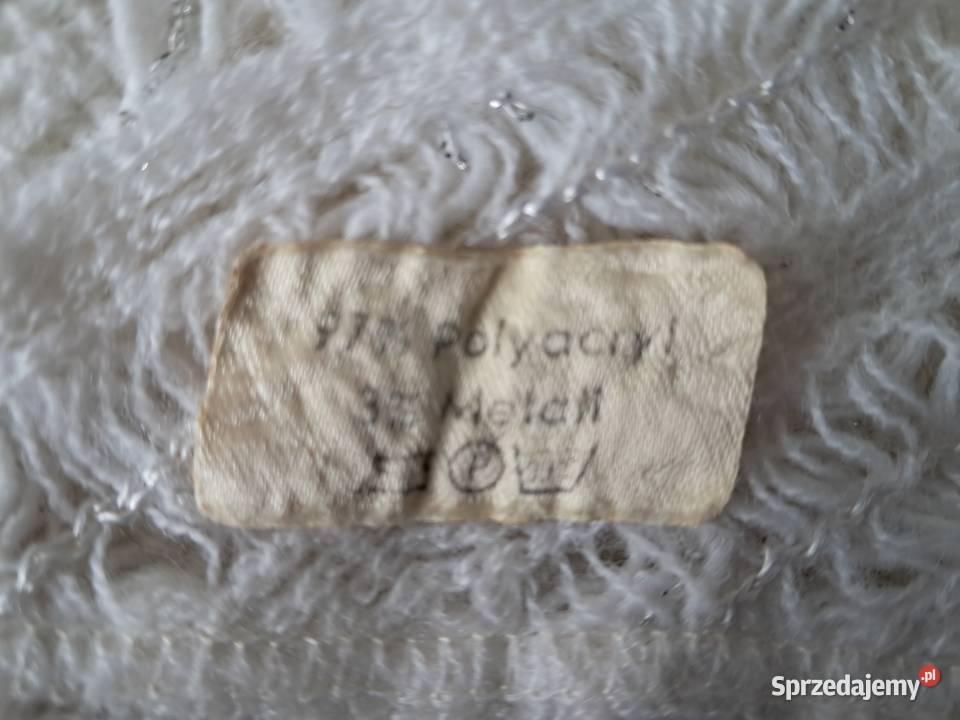 97% Polyacryl
3% Metall
P
Sprzedajemy.pl